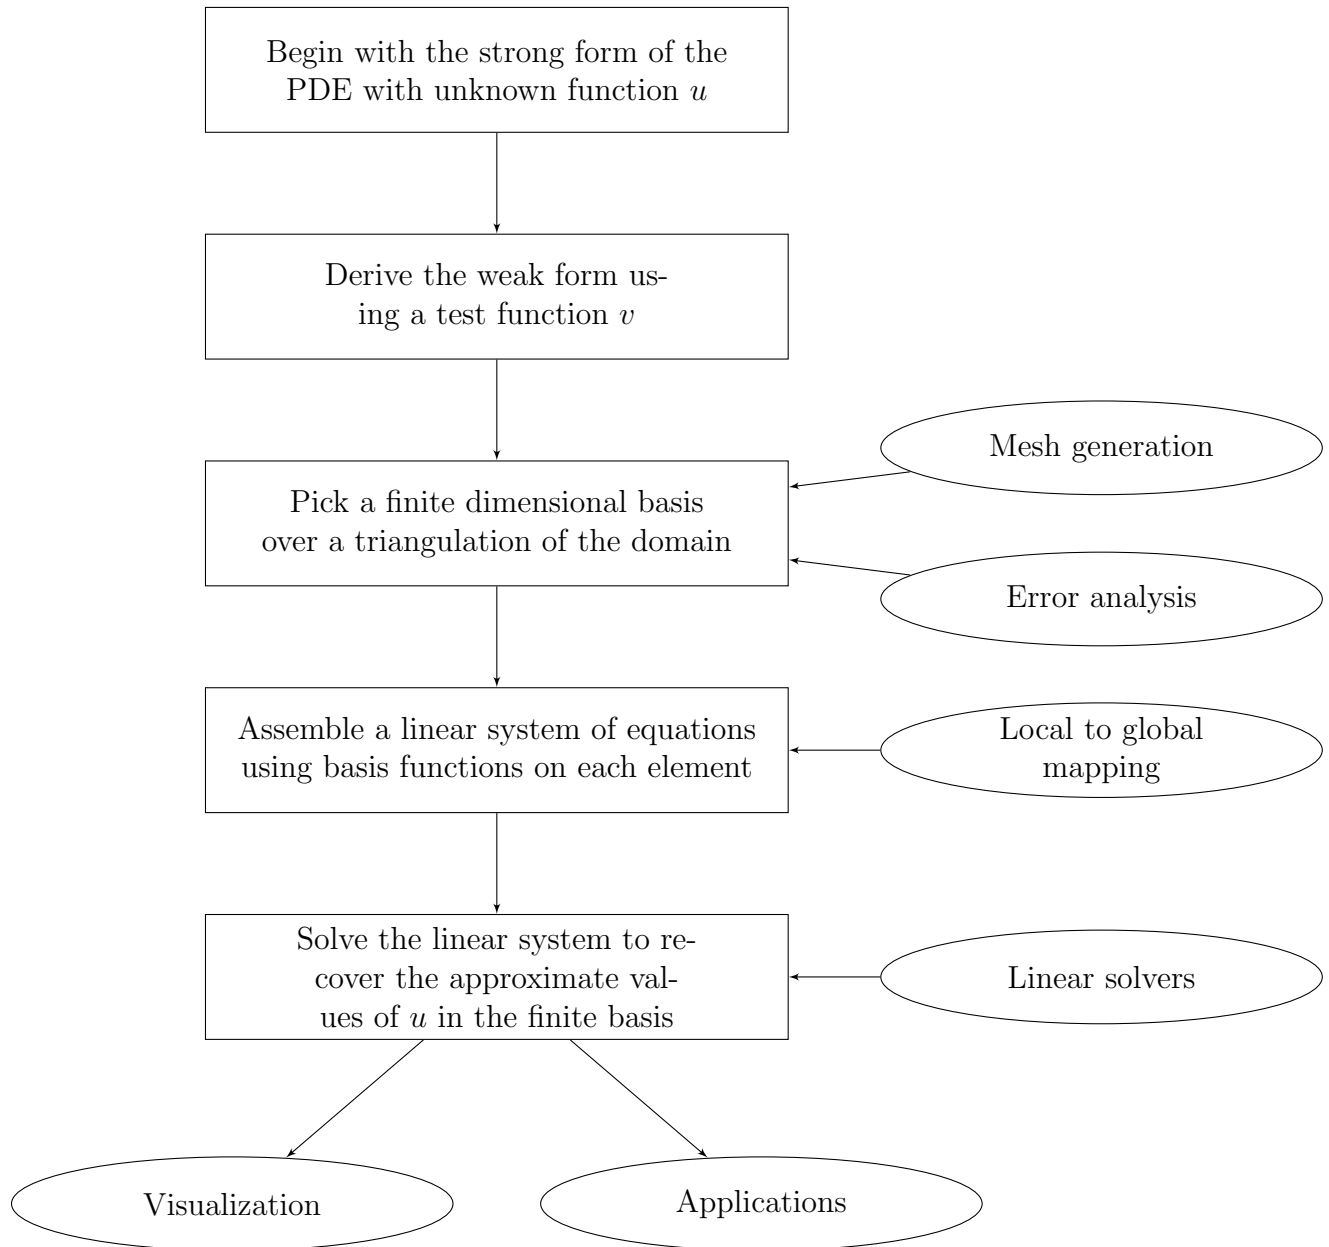 Begin with the strong form of the
PDE with unknown function u
Derive the weak form us-
ing a test function v
Mesh generation
Pick a finite dimensional basis
over a triangulation of the domain
Error analysis
Assemble a linear system of equations
using basis functions on each element
Local to global
mapping
Solve the linear system to re-
cover the approximate val-
ues of u in the finite basis
Linear solvers
Visualization
Applications